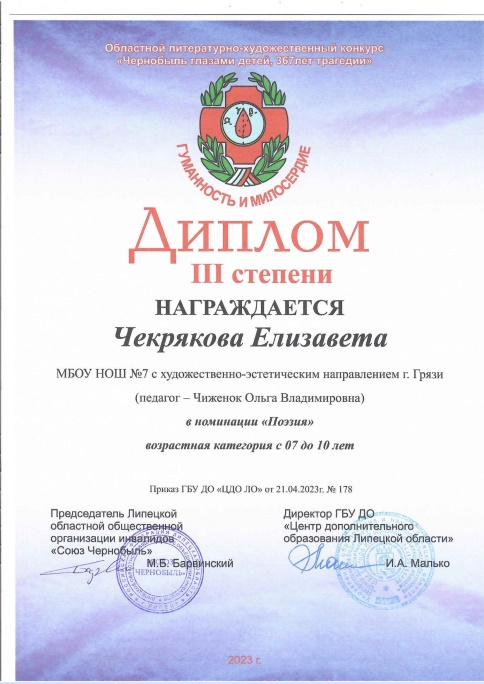 Областной литературно-художественный конкурс
«Чернобыль глазами детей, 367лет трагедии»
ГУМАННОСТЬ И МИЛОСЕРДИЕ
Диплом
III степени
НАГРАЖДАЕТСЯ
Чекрякова Елизавета
МБОУ НОШ №7 с художественно-эстетическим направлением г. Грязи
(педагог – Чиженок Ольга Владимировна)
в номинации «Поэзия»
возрастная категория с 07 до 10 лет
Приказ ГБУ ДО «ЦДО ЛО» от 21.04.2023г. № 178
Председатель Липецкой
областной общественной
организации инвалидов
«Союз Чернобыль»
М.Б. Барвинский
Директор ГБУ ДО
«Центр дополнительного
образования Липецкой области»
И.А. Малько
ЧЕРНОБЫЛЬ
2023 г.